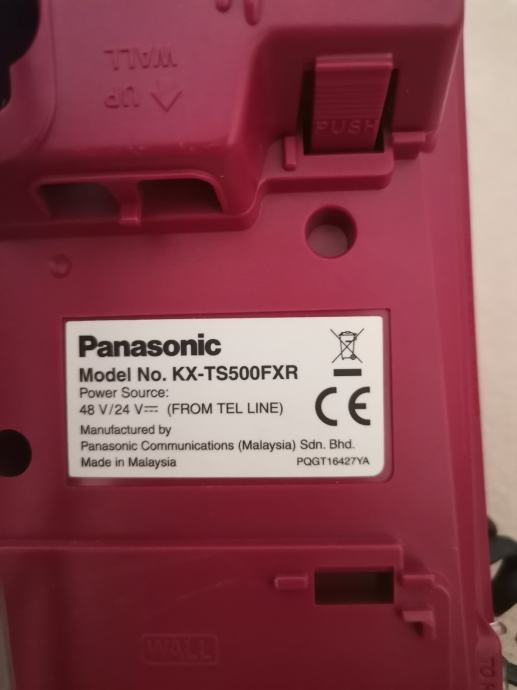 WALL
UP
PUSH
Panasonic
Model No. KX-TS500FXR
Power Source:
48 V/24 V⎓ (FROM TEL LINE)
Manufactured by
Panasonic Communications (Malaysia) Sdn. Bhd.
Made in Malaysia
PQGT16427YA
CE
WALL
TO